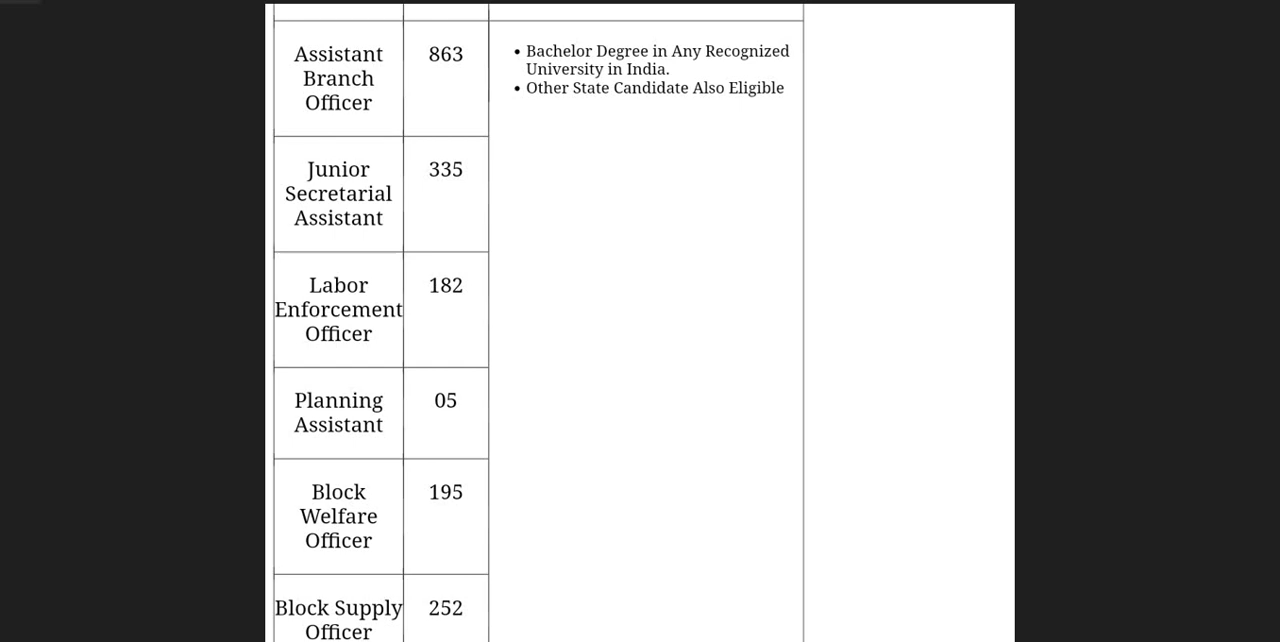 Assistant
Branch
Officer
863
• Bachelor Degree in Any Recognized
University in India.
• Other State Candidate Also Eligible
Junior
Secretarial
Assistant
335
Labor
Enforcement
Officer
182
Planning
Assistant
05
Block
Welfare
Officer
195
Block Supply
Officer
252